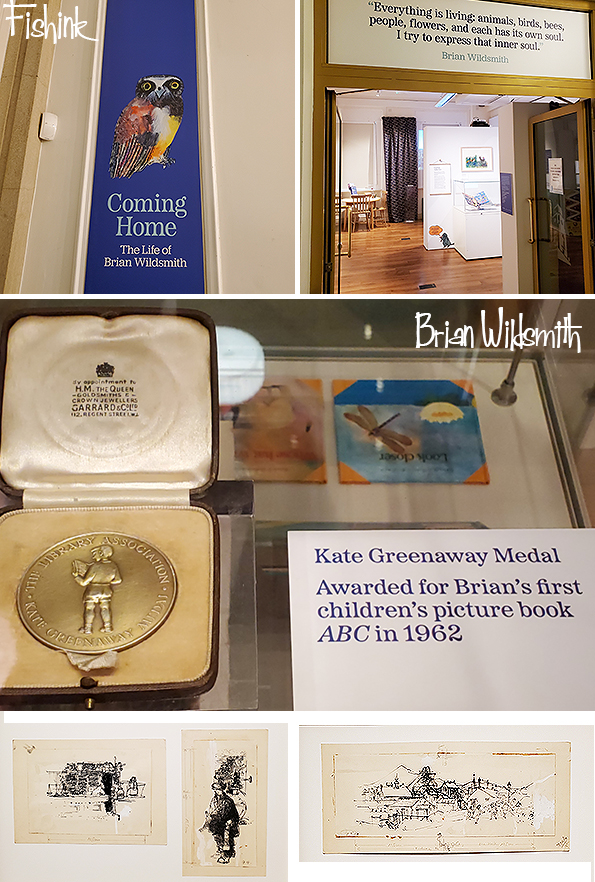 Fishink
Coming
Home
The Life of
Brian Wildsmith
"Everything is living: animals, birds, bees,
people, flowers, and each has its own soul.
I try to express that inner soul."
Brian Wildsmith
Brian Wildsmith
By appointment to
H.M. THE QUEEN
GOLDSMITHS &
CROWN JEWELLERS
GARRARD & Co LTD
112, REGENT STREET, W.1.
THE LIBRARY ASSOCIATION
KATE GREENAWAY MEDAL
Look closer
Kate Greenaway Medal
Awarded for Brian's first
children's picture book
ABC in 1962